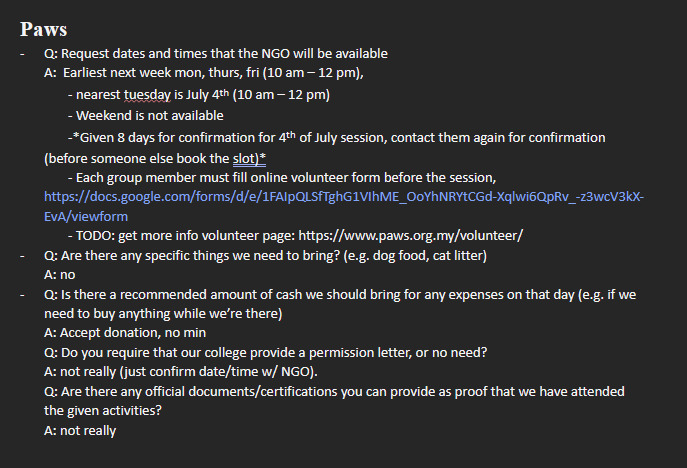 Paws
- Q: Request dates and times that the NGO will be available
A: Earliest next week mon, thurs, fri (10 am – 12 pm),
- nearest tuesday is July 4th (10 am – 12 pm)
- Weekend is not available
-*Given 8 days for confirmation for 4th of July session, contact them again for confirmation
(before someone else book the slot)*
- Each group member must fill online volunteer form before the session,
https://docs.google.com/forms/d/e/1FAIpQLSfTghG1VIhME_OoYhNRYtCGd-Xqlwi6QpRv_-z3wcV3kX-
EvA/viewform
- TODO: get more info volunteer page: https://www.paws.org.my/volunteer/
- Q: Are there any specific things we need to bring? (e.g. dog food, cat litter)
A: no
- Q: Is there a recommended amount of cash we should bring for any expenses on that day (e.g. if we
need to buy anything while we’re there)
A: Accept donation, no min
Q: Do you require that our college provide a permission letter, or no need?
A: not really (just confirm date/time w/ NGO).
Q: Are there any official documents/certifications you can provide as proof that we have attended
the given activities?
A: not really